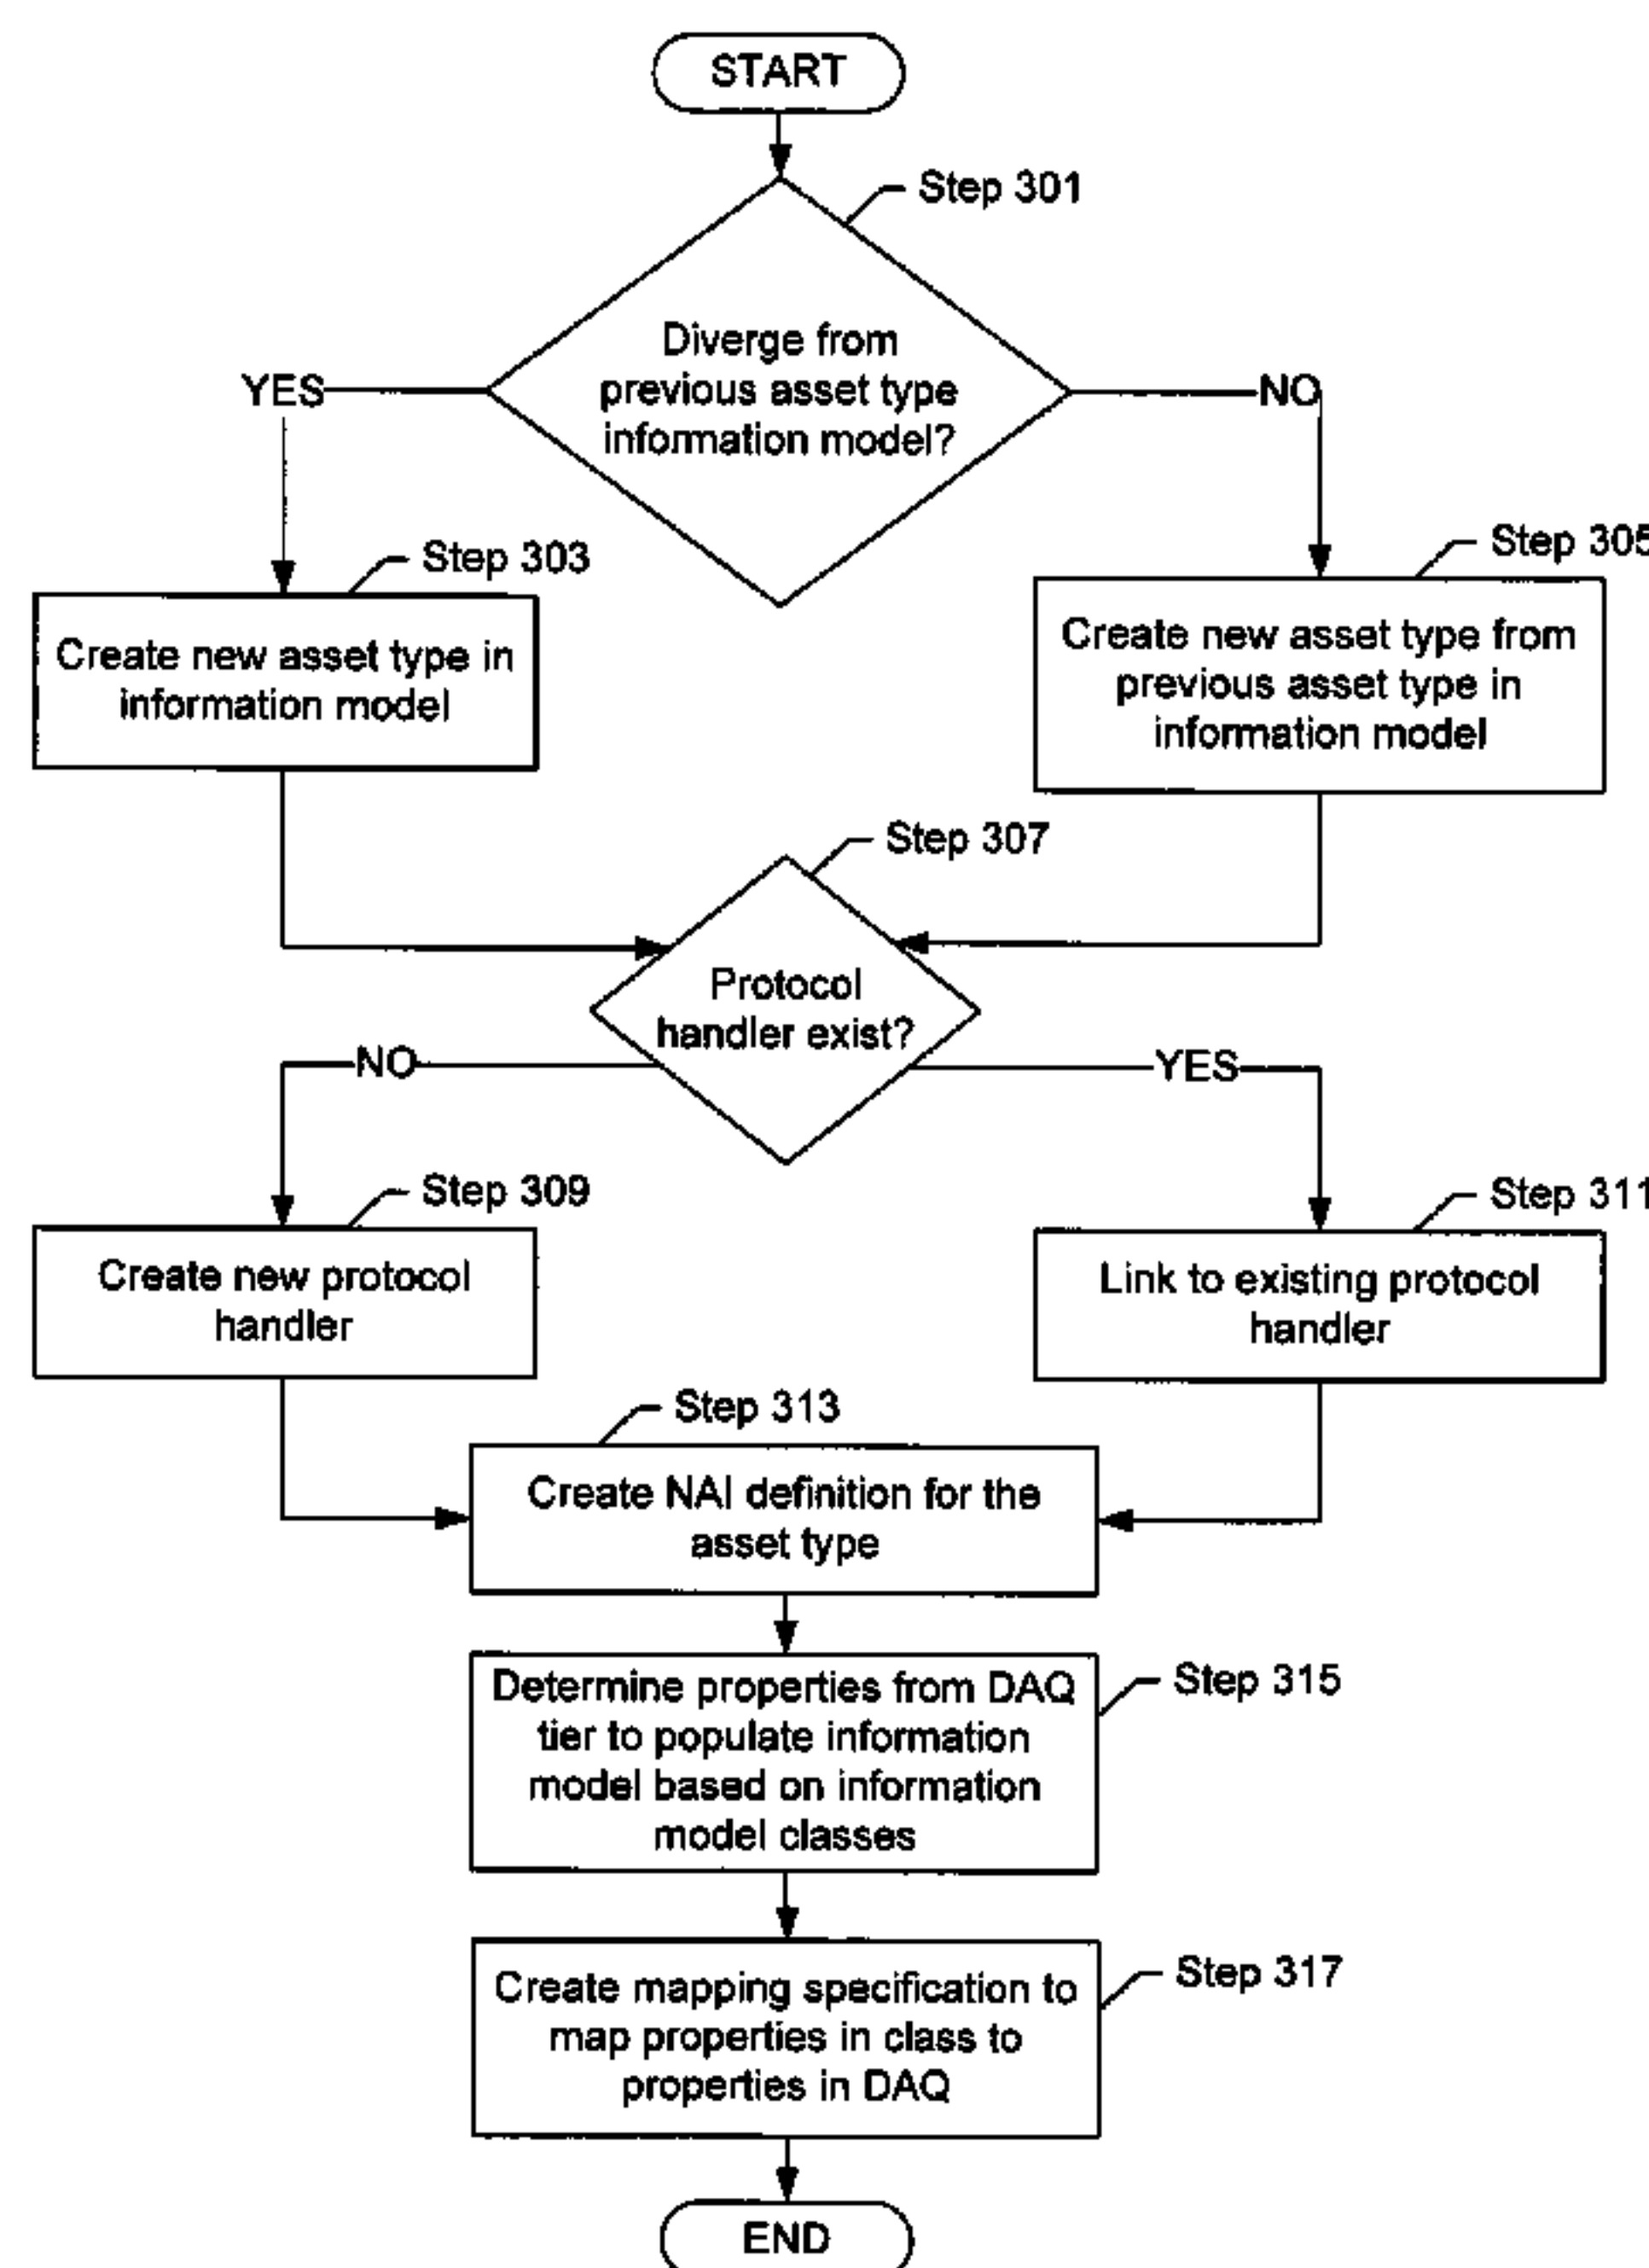 START
Step 301
Diverge from
previous asset type
information model?
YES
NO
Step 303
Step 305
Create new asset type in
information model
Create new asset type from
previous asset type in
information model
Step 307
Protocol
handler exist?
NO
YES
Step 309
Step 311
Create new protocol
handler
Link to existing protocol
handler
Step 313
Create NAI definition for the
asset type
Determine properties from DAQ
tier to populate information
model based on information
model classes
Step 315
Create mapping specification to
map properties in class to
properties in DAQ
Step 317
END